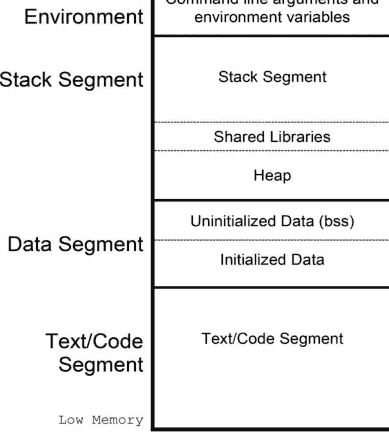 Command line arguments and
Environment
environment variables
Stack Segment
Stack Segment
Shared Libraries
Heap
Uninitialized Data (bss)
Data Segment
Initialized Data
Text/Code
Segment
Text/Code Segment
Low Memory